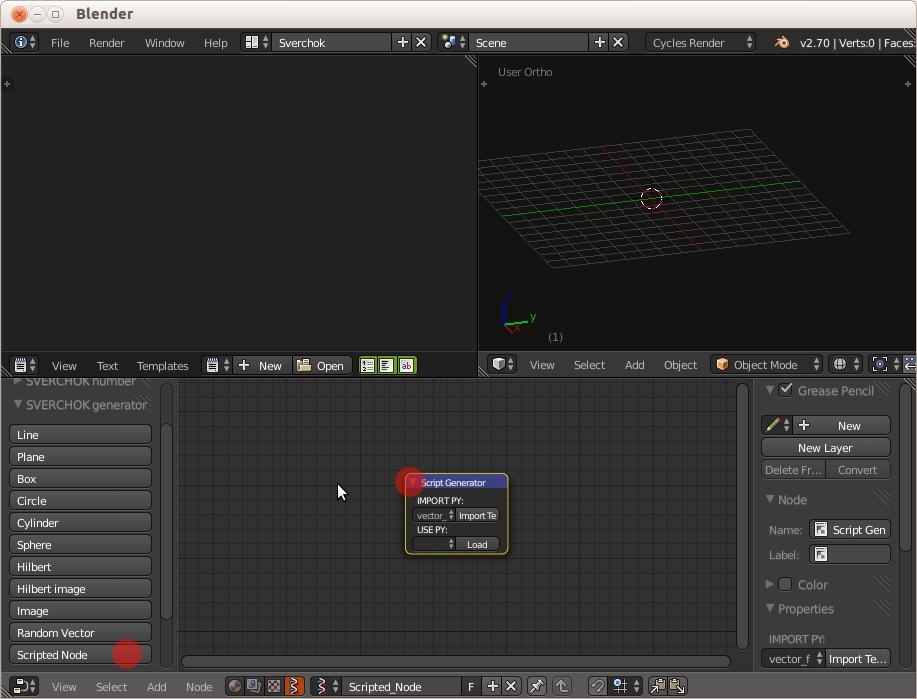 Blender
File Render Window Help Sverchok Scene Cycles Render v2.70 | Verts:0 | Faces:
User Ortho
z
y
x
(1)
View Text Templates New Open ab
View Select Add Object Object Mode
SVERCHOK number
SVERCHOK generator
Line
Plane
Box
Circle
Cylinder
Sphere
Hilbert
Hilbert image
Image
Random Vector
Scripted Node
Script Generator
IMPORT PY:
vector_ Import Te
USE PY:
Load
Grease Pencil
New
New Layer
Delete Fr... Convert
Node
Name: Script Gen
Label:
Color
Properties
IMPORT PY:
vector_f Import Te...
View Select Add Node Scripted_Node F